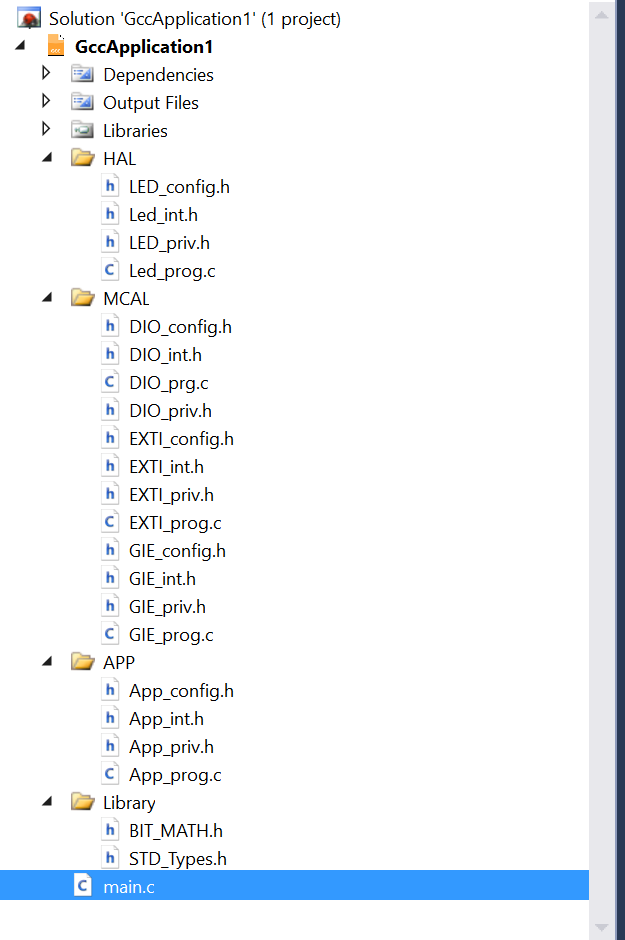 Solution 'GccApplication1' (1 project)
GccApplication1
Dependencies
Output Files
Libraries
HAL
h LED_config.h
h Led_int.h
h LED_priv.h
C Led_prog.c
MCAL
h DIO_config.h
h DIO_int.h
C DIO_prg.c
h DIO_priv.h
h EXTI_config.h
h EXTI_int.h
h EXTI_priv.h
C EXTI_prog.c
h GIE_config.h
h GIE_int.h
h GIE_priv.h
C GIE_prog.c
APP
h App_config.h
h App_int.h
h App_priv.h
C App_prog.c
Library
h BIT_MATH.h
h STD_Types.h
C main.c